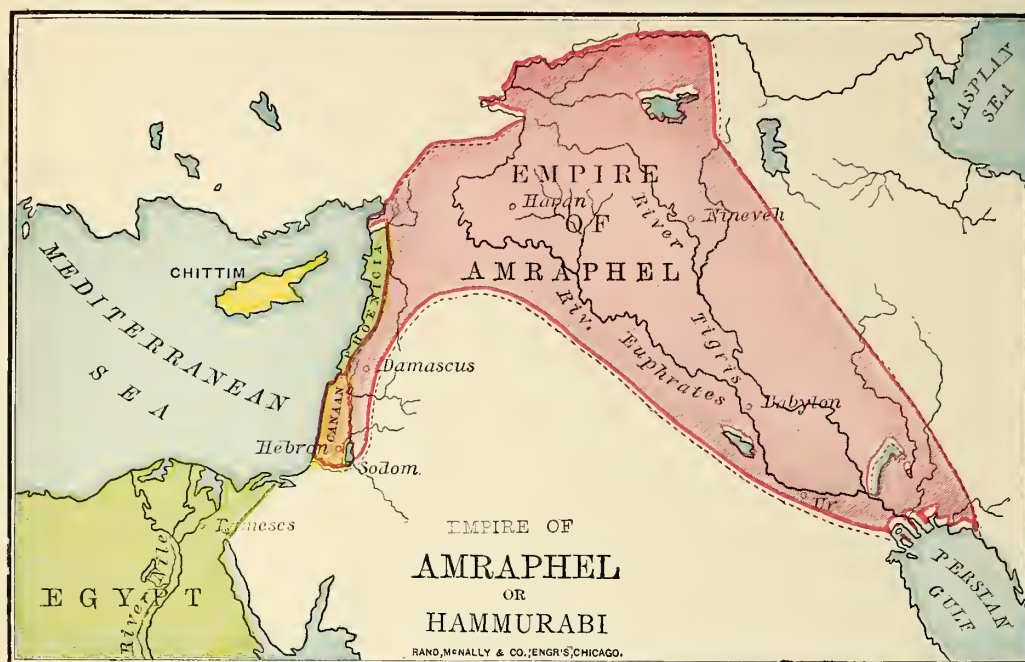 CASPIAN
SEA
EMPIRE
Haran
OF
River
Nineveh
AMRAPHEL
CHITTIM
MEDITERRANEAN
SEA
PHOENICIA
Riv.
Euphrates
Tigris
Damascus
CANAAN
Babylon
Hebron
Sodom.
Ur
Rameses
EGYPT
River Nile
PERSIAN
GULF
EMPIRE OF
AMRAPHEL
OR
HAMMURABI
RAND, McNALLY & CO., ENGR'S, CHICAGO.